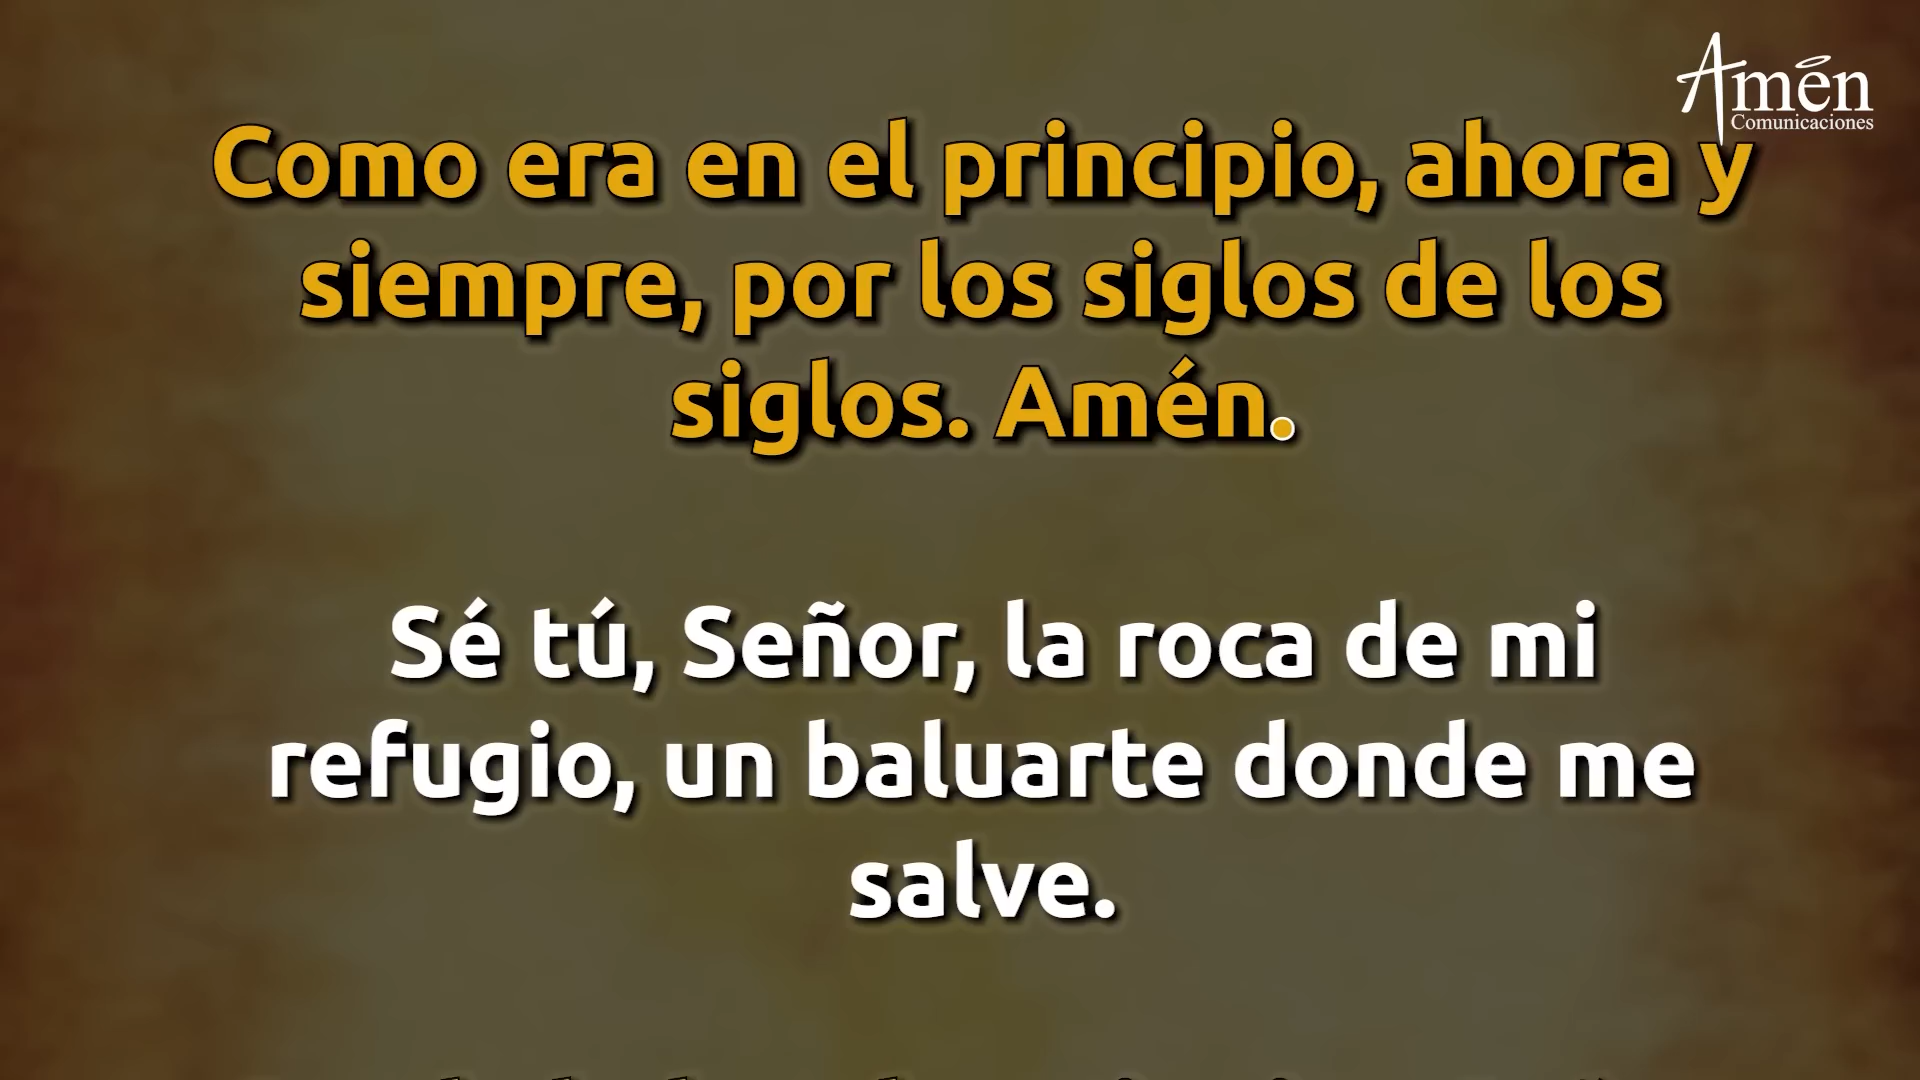 Amén
Comunicaciones
Como era en el principio, ahora y
siempre, por los siglos de los
siglos. Amén.
Sé tú, Señor, la roca de mi
refugio, un baluarte donde me
salve.